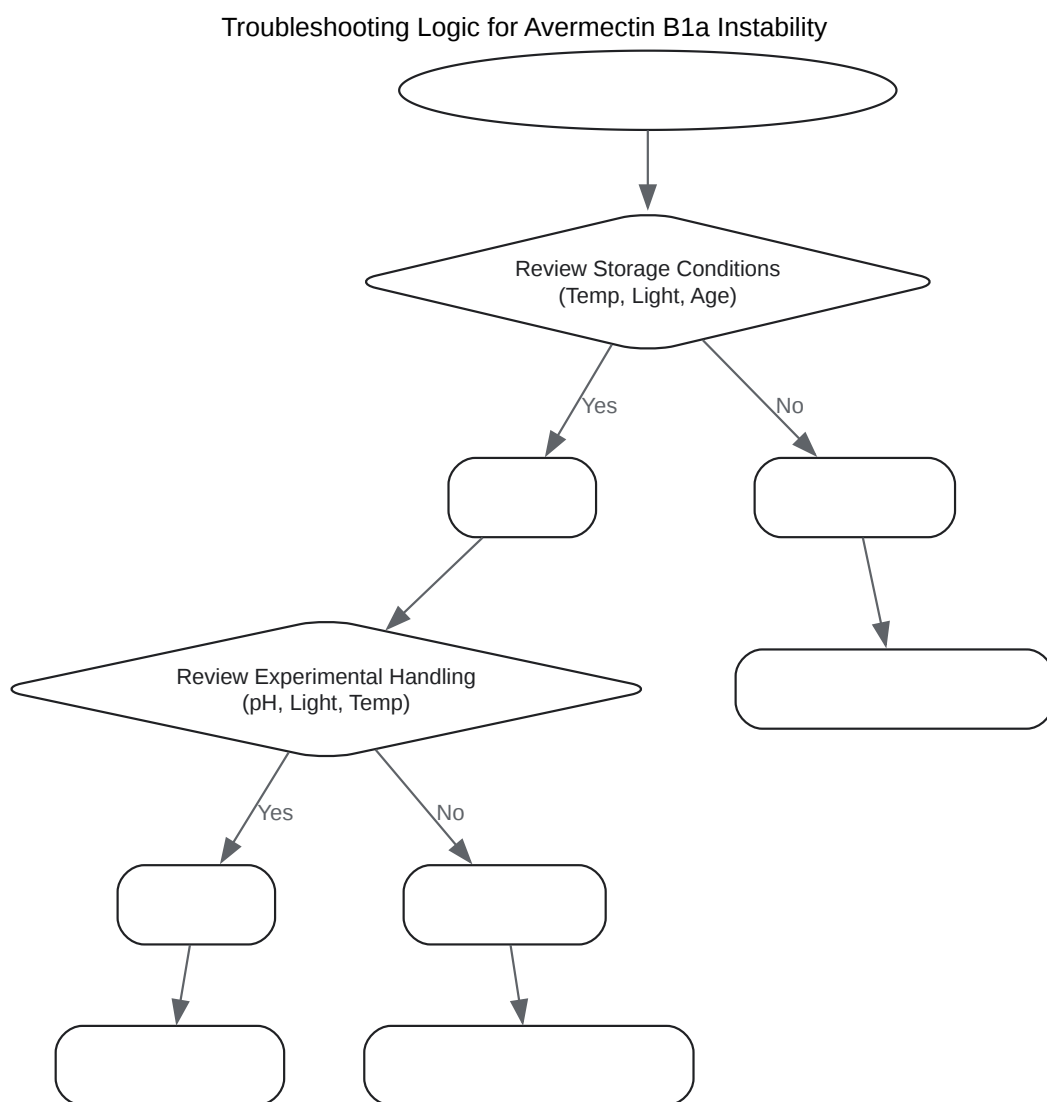 Troubleshooting Logic for Avermectin B1a Instability
Review Storage Conditions
(Temp, Light, Age)
Yes
No
Review Experimental Handling
(pH, Light, Temp)
Yes
No